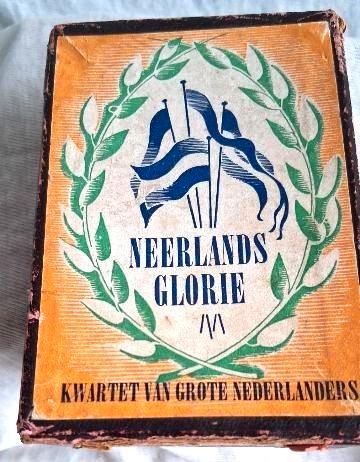 NEERLANDS
GLORIE
KWARTET VAN GROTE NEDERLANDERS